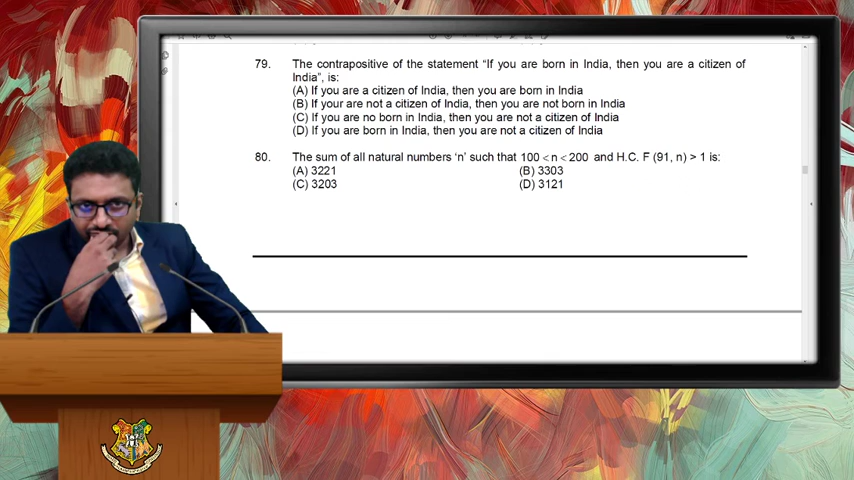 79. The contrapositive of the statement “If you are born in India, then you are a citizen of
India”, is:
(A) If you are a citizen of India, then you are born in India
(B) If your are not a citizen of India, then you are not born in India
(C) If you are no born in India, then you are not a citizen of India
(D) If you are born in India, then you are not a citizen of India
80. The sum of all natural numbers ‘n’ such that 100 < n < 200 and H.C. F (91, n) > 1 is:
(A) 3221 (B) 3303
(C) 3203 (D) 3121